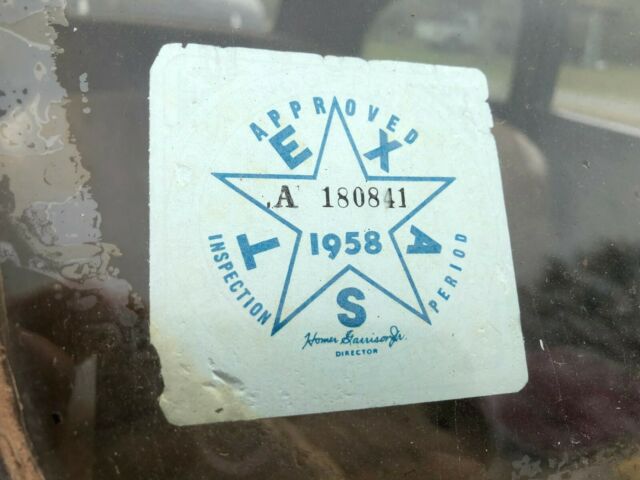 APPROVED
TEXAS
A 180841
1958
INSPECTION PERIOD
Homer Garrison Jr.
DIRECTOR